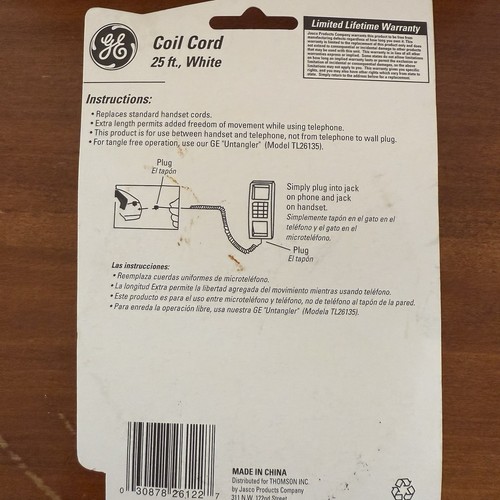 GE
Coil Cord
25 ft., White
Limited Lifetime Warranty
Instructions:
• Replaces standard handset cords.
• Extra length permits added freedom of movement while using telephone.
• This product is for use between handset and telephone, not from telephone to wall plug.
• For tangle free operation, use our GE "Untangler" (Model TL26135).
Plug
El tapón
Simply plug into jack
on phone and jack
on handset.
Simplemente tapón en el gato en el
teléfono y el gato en el
microteléfono.
Plug
El tapón
Las instrucciones:
• Reemplaza cuerdas uniformes de microteléfono.
• La longitud Extra permite la libertad agregada del movimiento mientras usando teléfono.
• Este producto es para el uso entre microteléfono y teléfono, no de teléfono al tapón de la pared.
• Para enreda la operación libre, usa nuestra GE "Untangler" (Modela TL26135).
0 30878 26122 7
MADE IN CHINA
Distributed for THOMSON INC.
by Jasco Products Company
311 N.W. 122nd Street